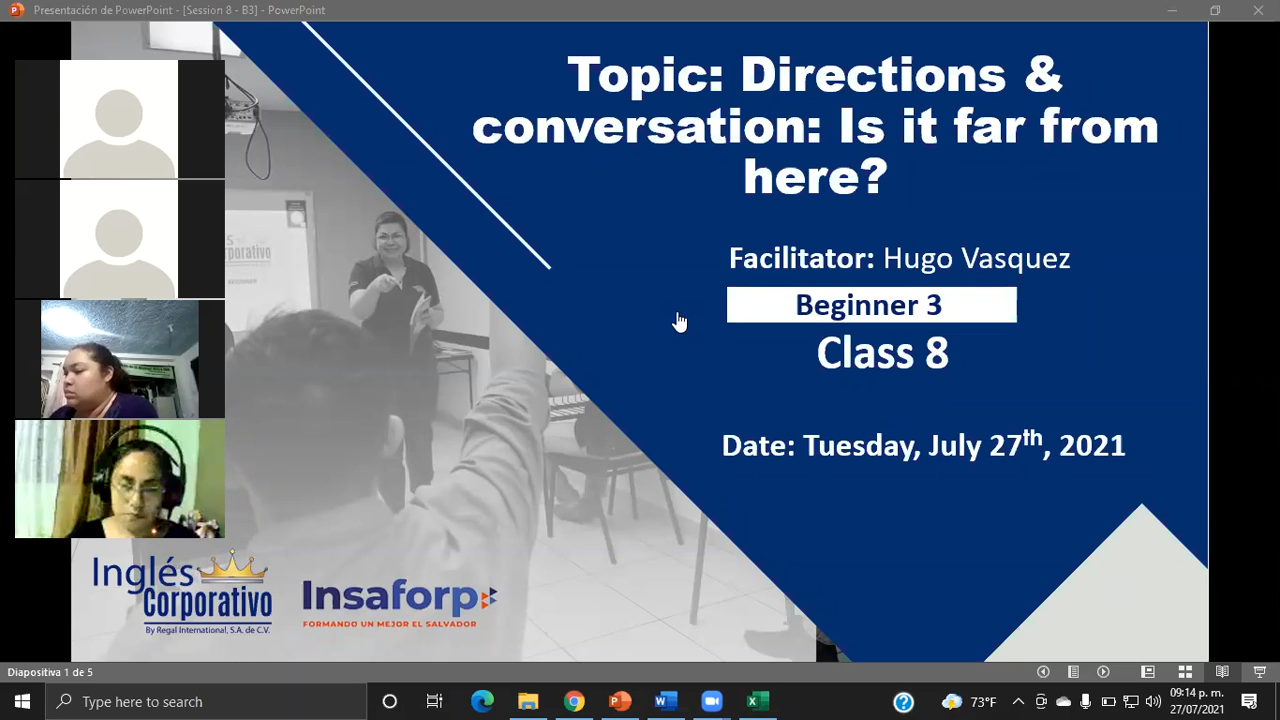 Presentación de PowerPoint - [Session 8 - B3] - PowerPoint
Topic: Directions &
conversation: Is it far from
here?
Facilitator: Hugo Vasquez
Beginner 3
Class 8
Date: Tuesday, July 27th, 2021
Corporativo
Inglés
Corporativo
By Regal International, S.A. de C.V.
Insaforp
FORMANDO UN MEJOR EL SALVADOR
Diapositiva 1 de 5
Type here to search
73°F
09:14 p. m.
27/07/2021